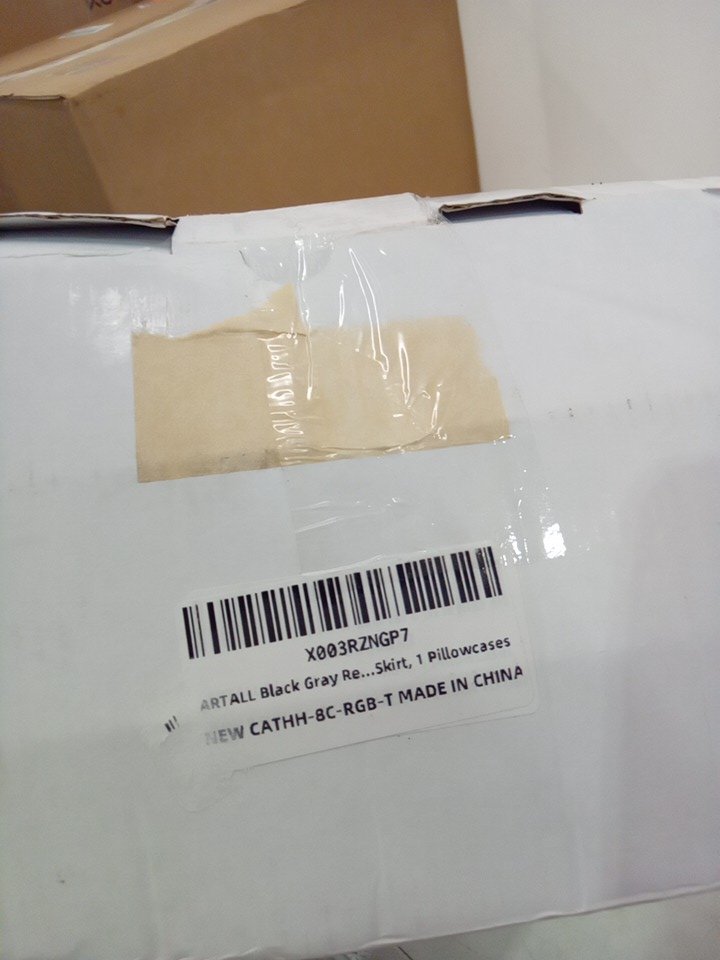 X003RZNGP7
ARTALL Black Gray Re...Skirt, 1 Pillowcases
NEW CATHH-8C-RGB-T MADE IN CHINA